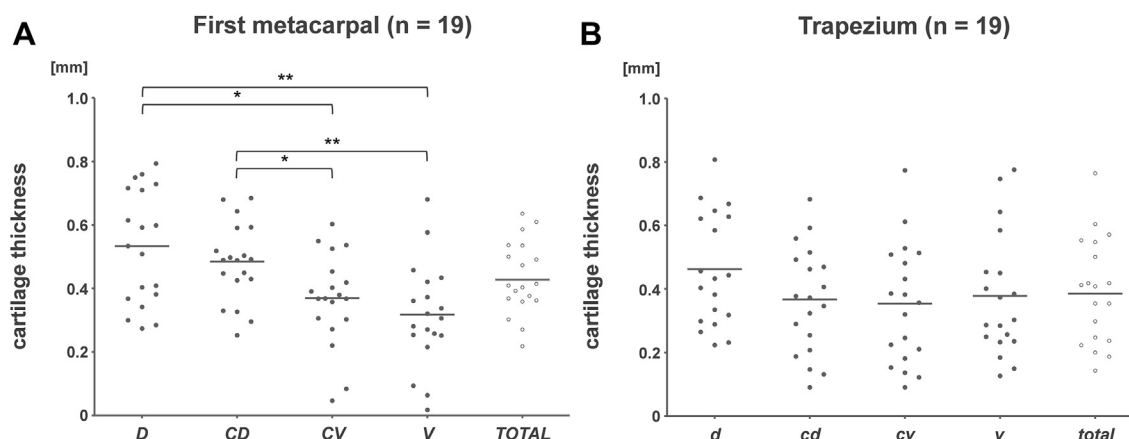 A
First metacarpal (n = 19)
[mm]
cartilage thickness
1.0
0.8
0.6
0.4
0.2
0
**
*
**
*
D CD CV V TOTAL
B
Trapezium (n = 19)
[mm]
cartilage thickness
1.0
0.8
0.6
0.4
0.2
0
d cd cv v total